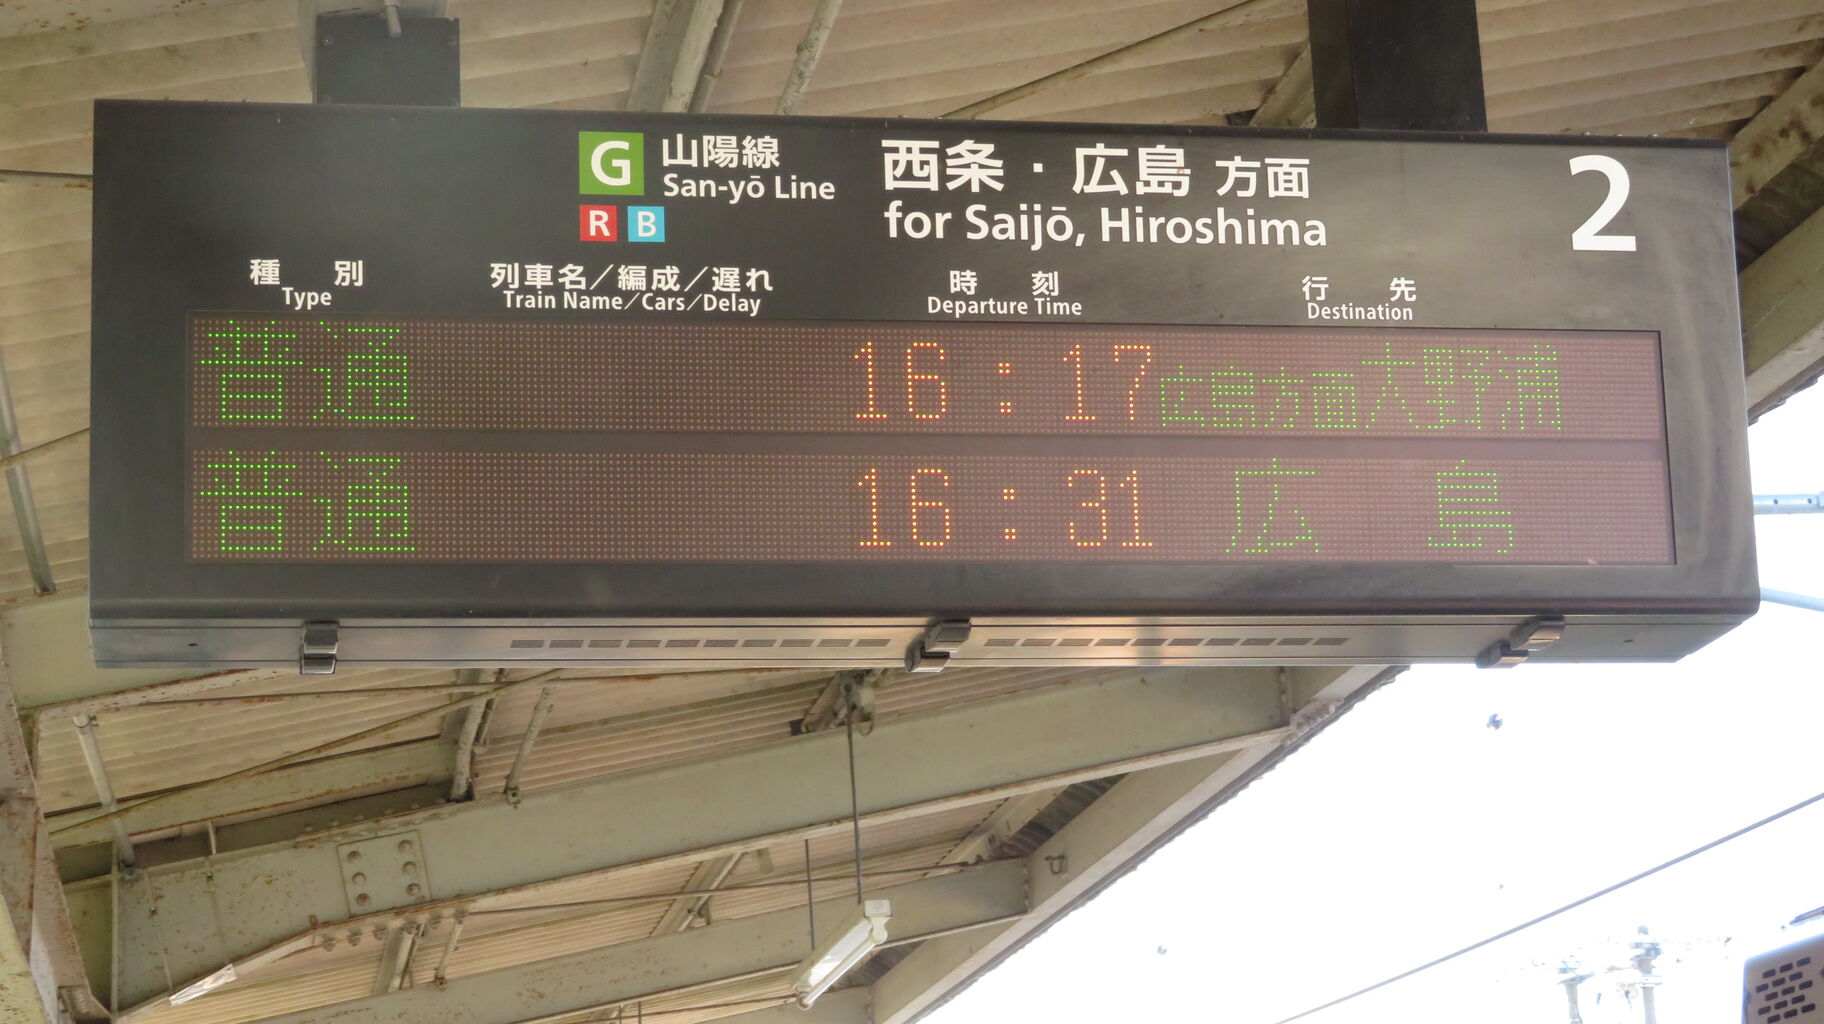 G 山陽線 西条・広島 方面 2
San-yō Line for Saijō, Hiroshima
R B
種別 列車名／編成／遅れ 時刻 行先
Type Train Name／Cars／Delay Departure Time Destination
普通 16:17 広島方面大野浦
普通 16:31 広島